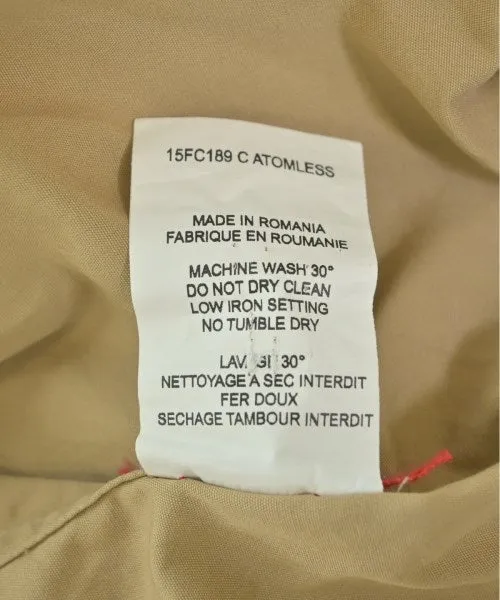 15FC189 C ATOMLESS
MADE IN ROMANIA
FABRIQUE EN ROUMANIE
MACHINE WASH 30°
DO NOT DRY CLEAN
LOW IRON SETTING
NO TUMBLE DRY
30°
NETTOYAGE A SEC INTERDIT
FER DOUX
SECHAGE TAMBOUR INTERDIT